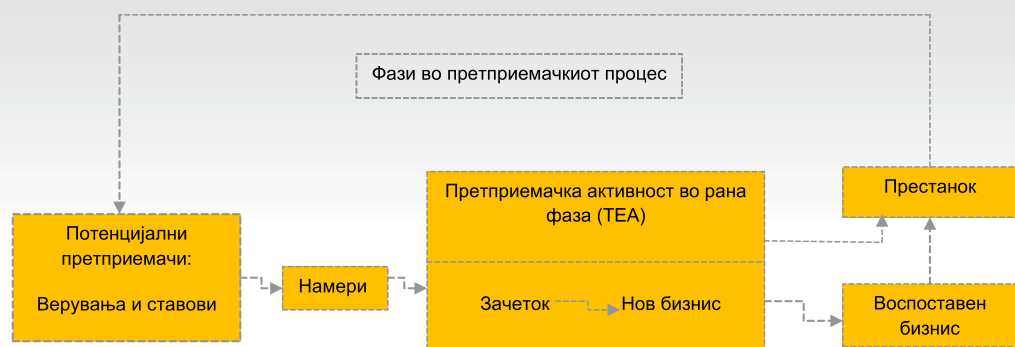 Фази во претприемачкиот процес
Потенцијални
претприемачи:
Верувања и ставови
Намери
Претприемачка активност во рана
фаза (TEA)
Зачеток
Нов бизнис
Престанок
Воспоставен
бизнис